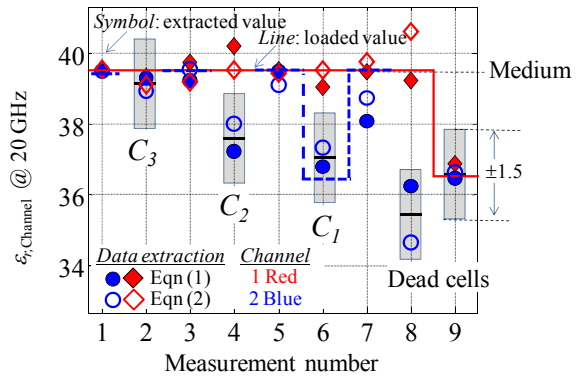 Symbol: extracted value
Line: loaded value
40
38
36
34
ε_r,Channel @ 20 GHz
Medium
±1.5
C3
C2
C1
Dead cells
Data extraction Channel
Eqn (1) 1 Red
Eqn (2) 2 Blue
1 2 3 4 5 6 7 8 9
Measurement number